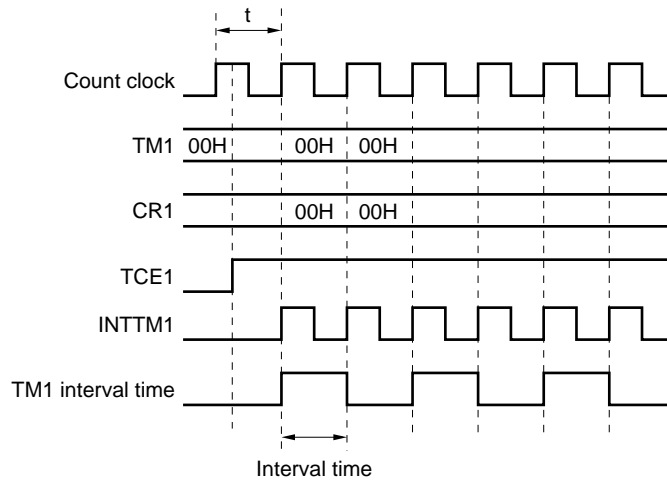 t
Count clock
TM1
00H 00H 00H
CR1
00H 00H
TCE1
INTTM1
TM1 interval time
Interval time